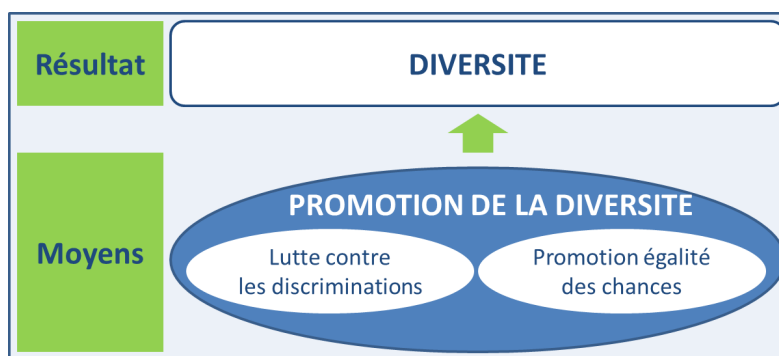 Résultat
DIVERSITE
Moyens
PROMOTION DE LA DIVERSITE
Lutte contre
les discriminations
Promotion égalité
des chances